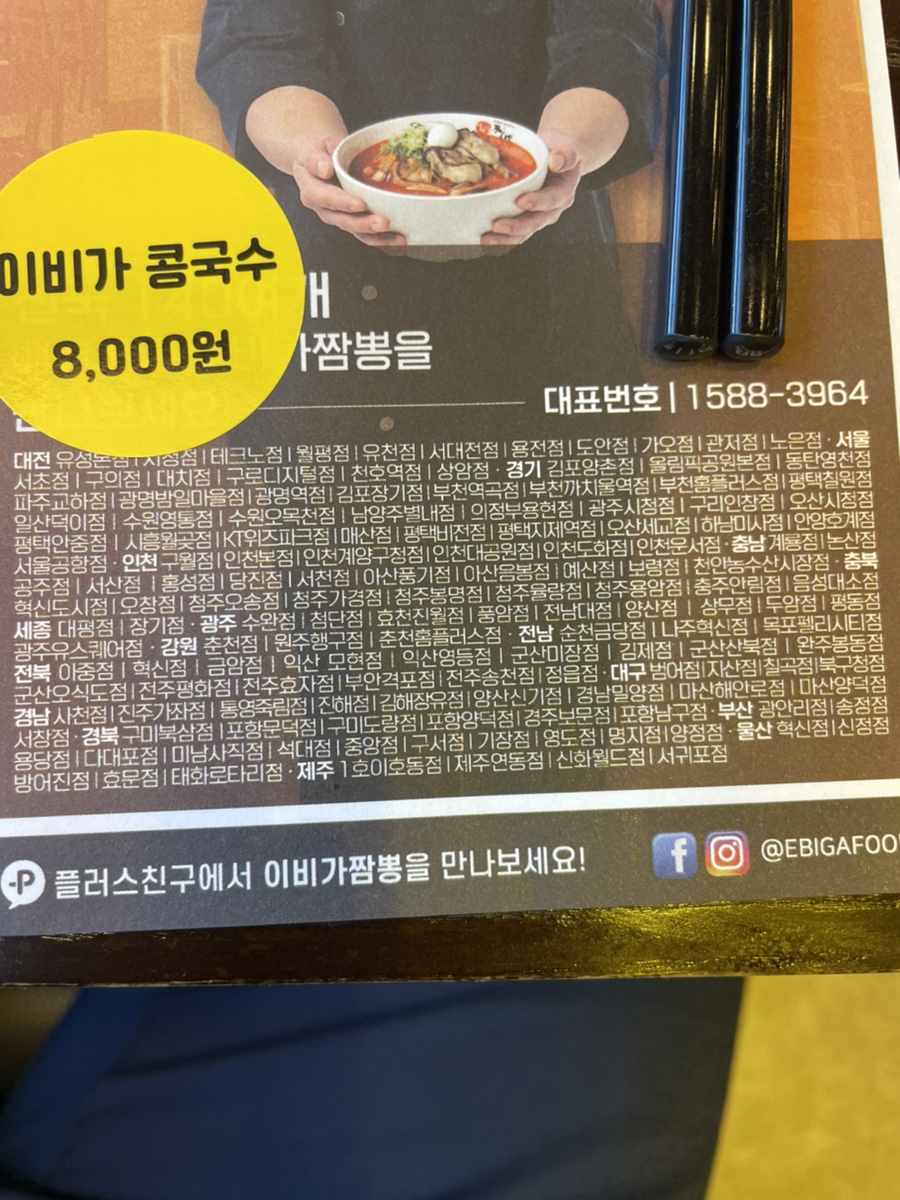 이비가 콩국수
8,000원
개
짬뽕을
대표번호 | 1588-3964
대전 테크노점 | 월평점 | 유천점 | 서대전점 | 용전점 | 도안점 | 가오점 | 관저점 | 노은점 · 서울
서초점 | 구의점 | 대치점 | 구로디지털점 | 천호역점 | 상암점 · 경기 김포양촌점 | 올림픽공원본점 | 동탄영천점
파주교하점 | 광명밤일마을점 | 광명역점 | 김포장기점 | 부천역곡점 | 부천까치울역점 | 부천홈플러스점 | 평택칠원점
일산덕이점 | 수원영통점 | 수원오목천점 | 남양주별내점 | 의정부용현점 | 광주시청점 | 구리인창점 | 오산시청점
평택안중점 | 시흥월곶점 | KT위즈파크점 | 매산점 | 평택비전점 | 평택지제역점 | 오산세교점 | 하남미사점 | 안양호계점
서울공항점 · 인천 구월점 | 인천논점 | 인천계양구청점 | 인천대공원점 | 인천도화점 | 인천운서점 · 충남 계룡점 | 논산점
공주점 | 서산점 | 홍성점 | 당진점 | 서천점 | 아산풍기점 | 아산음봉점 | 예산점 | 보령점 | 천안농수산시장점 · 충북
혁신도시점 | 오창점 | 청주오송점 | 청주가경점 | 청주봉명점 | 청주율량점 | 청주용암점 | 충주안림점 | 음성대소점
세종 대평점 | 장기점 · 광주 수완점 | 첨단점 | 효천진월점 | 풍암점 | 전남대점 | 양산점 | 상무점 | 도암점 | 평동점
광주우스퀘어점 · 강원 춘천점 | 원주행구점 | 춘천홈플러스점 · 전남 순천금당점 | 나주혁신점 | 목포펠리시티점
전북 아중점 | 혁신점 | 금암점 | 익산 모현점 | 익산영등점 | 군산미장점 | 김제점 | 군산산북점 | 완주봉동점
군산오식도점 | 전주평화점 | 전주효자점 | 부안격포점 | 전주송천점 | 정읍점 · 대구 범어점 | 지산점 | 칠곡점 | 북구청점
경남 사천점 | 진주가좌점 | 통영죽림점 | 진해점 | 김해장유점 | 양산신기점 | 경남밀양점 | 마산해안로점 | 마산양덕점
서창점 · 경북 구미북삼점 | 포항문덕점 | 구미도량점 | 포항양덕점 | 경주보문점 | 포항남구점 · 부산 광안리점 | 송정점
용당점 | 다대포점 | 미남사직점 | 석대점 | 중앙점 | 구서점 | 기장점 | 영도점 | 명지점 | 양정점 · 울산 혁신점 | 신정점
방어진점 | 효문점 | 태화로타리점 · 제주 1호이호동점 | 제주연동점 | 신화월드점 | 서귀포점
플러스친구에서 이비가짬뽕을 만나보세요!
@EBIGAFOO